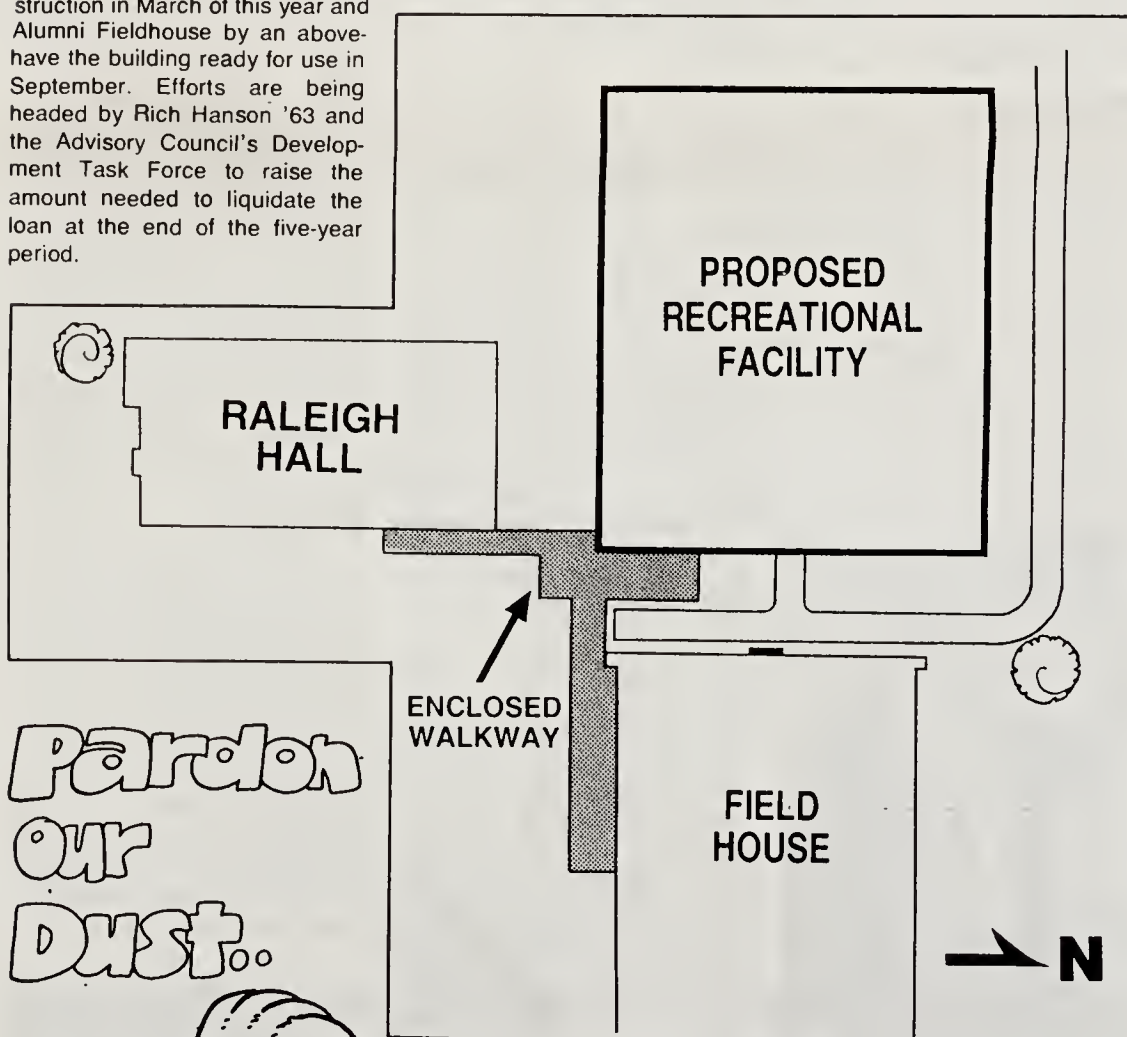 struction in March of this year and
Alumni Fieldhouse by an above-
have the building ready for use in
September. Efforts are being
headed by Rich Hanson '63 and
the Advisory Council's Develop-
ment Task Force to raise the
amount needed to liquidate the
loan at the end of the five-year
period.
PROPOSED
RECREATIONAL
FACILITY
RALEIGH
HALL
ENCLOSED
WALKWAY
FIELD
HOUSE
N
Pardon
Our
Dust..